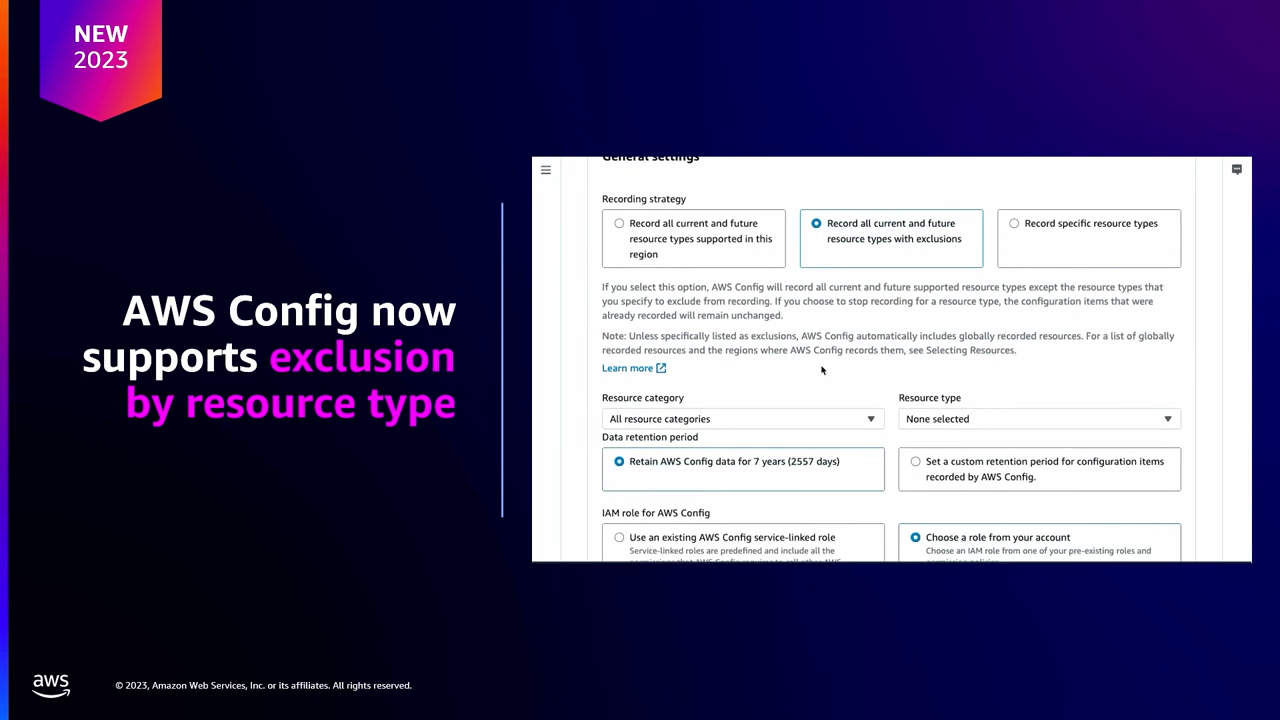 NEW
2023
AWS Config now
supports exclusion
by resource type
General settings
Recording strategy
Record all current and future
resource types supported in this
region
Record all current and future
resource types with exclusions
Record specific resource types
If you select this option, AWS Config will record all current and future supported resource types except the resource types that
you specify to exclude from recording. If you choose to stop recording for a resource type, the configuration items that were
already recorded will remain unchanged.
Note: Unless specifically listed as exclusions, AWS Config automatically includes globally recorded resources. For a list of globally
recorded resources and the regions where AWS Config records them, see Selecting Resources.
Learn more
Resource category
Resource type
All resource categories
None selected
Data retention period
Retain AWS Config data for 7 years (2557 days)
Set a custom retention period for configuration items
recorded by AWS Config.
IAM role for AWS Config
Use an existing AWS Config service-linked role
Service-linked roles are predefined and include all the
Choose a role from your account
Choose an IAM role from one of your pre-existing roles and
aws
© 2023, Amazon Web Services, Inc. or its affiliates. All rights reserved.